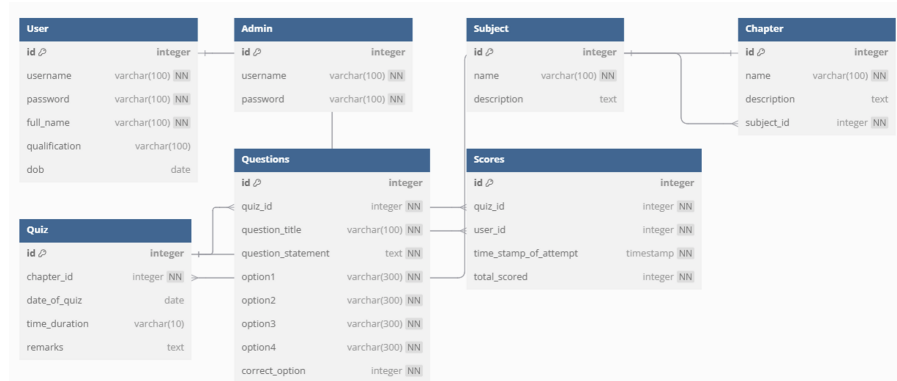 User
id integer
username varchar(100) NN
password varchar(100) NN
full_name varchar(100) NN
qualification varchar(100)
dob date
Admin
id integer
username varchar(100) NN
password varchar(100) NN
Subject
id integer
name varchar(100) NN
description text
Chapter
id integer
name varchar(100) NN
description text
subject_id integer NN
Quiz
id integer
chapter_id integer NN
date_of_quiz date
time_duration varchar(10)
remarks text
Questions
id integer
quiz_id integer NN
question_title varchar(100) NN
question_statement text NN
option1 varchar(300) NN
option2 varchar(300) NN
option3 varchar(300) NN
option4 varchar(300) NN
correct_option integer NN
Scores
id integer
quiz_id integer NN
user_id integer NN
time_stamp_of_attempt timestamp NN
total_scored integer NN